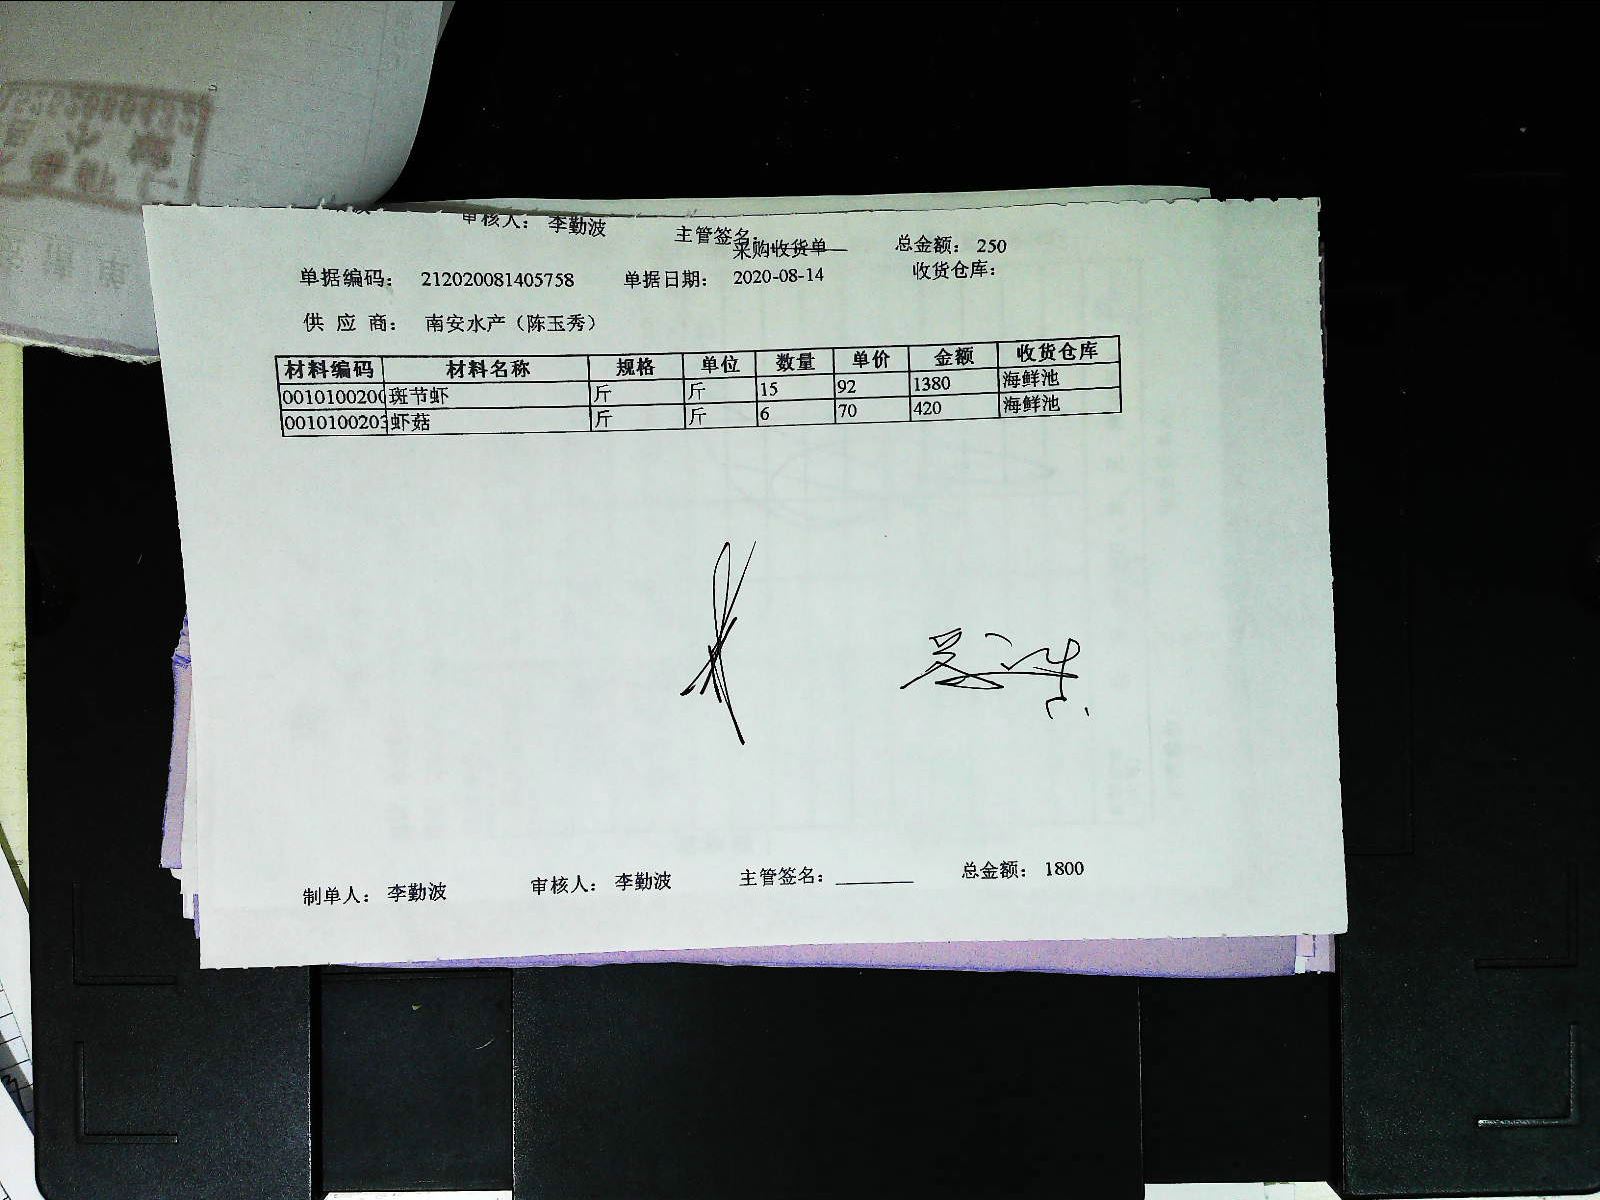 审核人： 李勤波 主管签名： 总金额： 250
采购收货单
单据编码： 212020081405758 单据日期： 2020-08-14 收货仓库：
供 应 商： 南安水产（陈玉秀）
材料编码 材料名称 规格 单位 数量 单价 金额 收货仓库
0010100200 斑节虾 斤 斤 15 92 1380 海鲜池
0010100203 虾菇 斤 斤 6 70 420 海鲜池
制单人： 李勤波 审核人： 李勤波 主管签名：________ 总金额： 1800